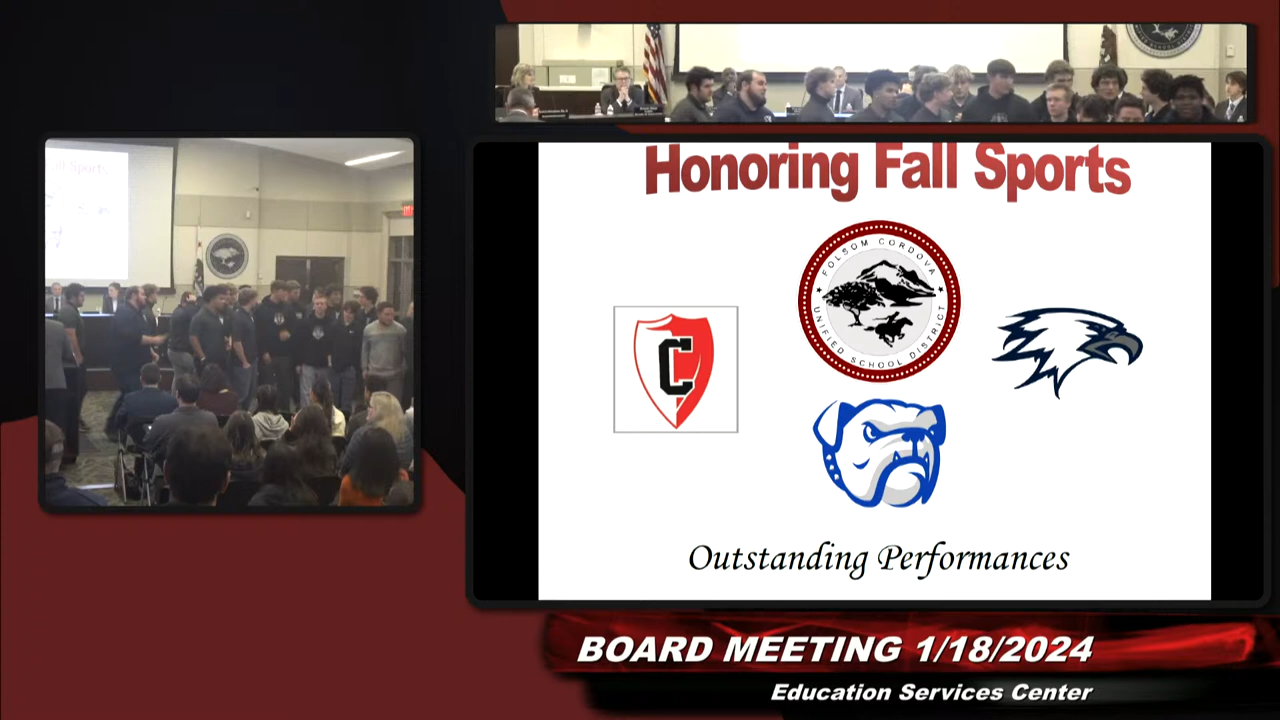 Honoring Fall Sports
FOLSOM CORDOVA
UNIFIED SCHOOL DISTRICT
C
Outstanding Performances
BOARD MEETING 1/18/2024
Education Services Center